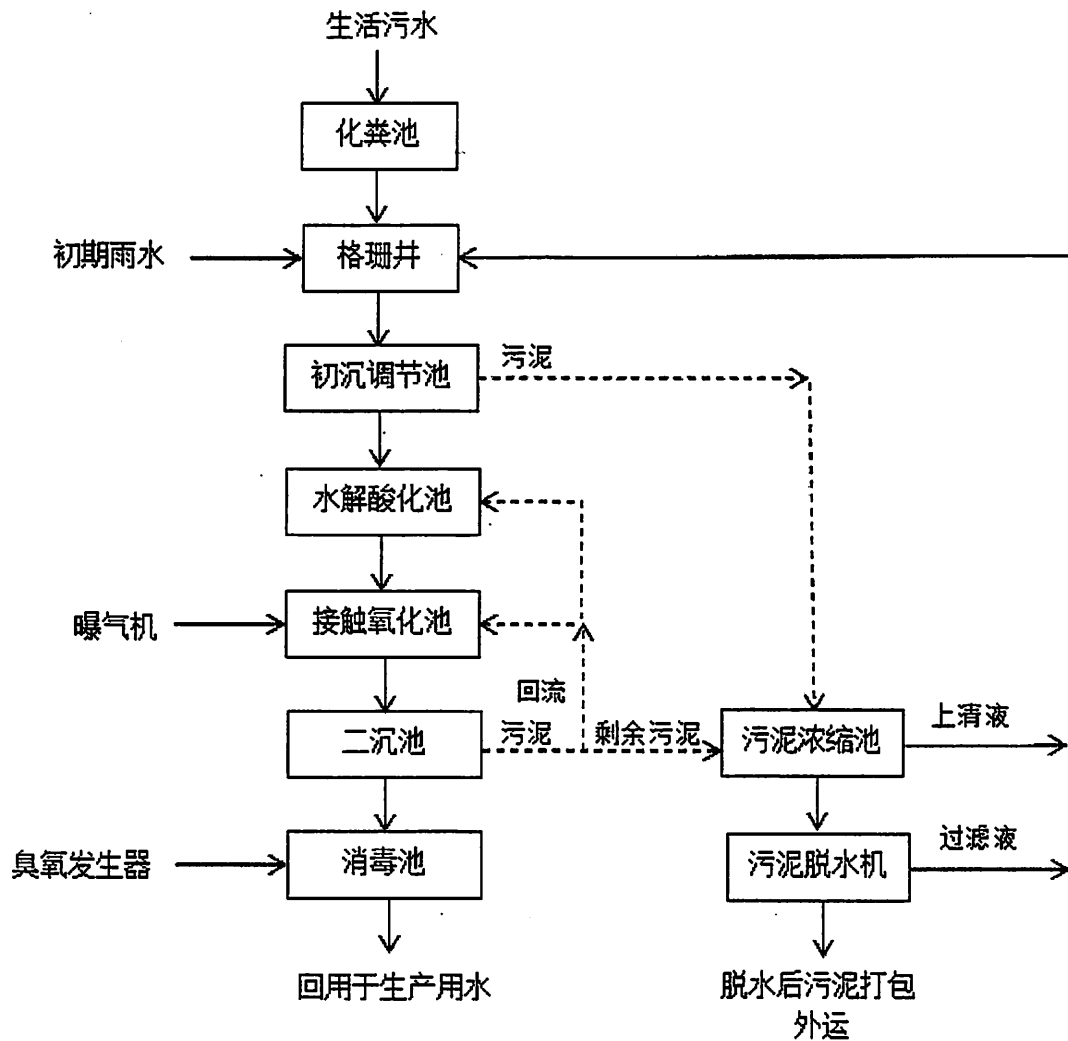 生活污水
化粪池
初期雨水
格珊井
初沉调节池
污泥
水解酸化池
曝气机
接触氧化池
回流
二沉池
污泥
剩余污泥
污泥浓缩池
上清液
臭氧发生器
消毒池
污泥脱水机
过滤液
回用于生产用水
脱水后污泥打包
外运